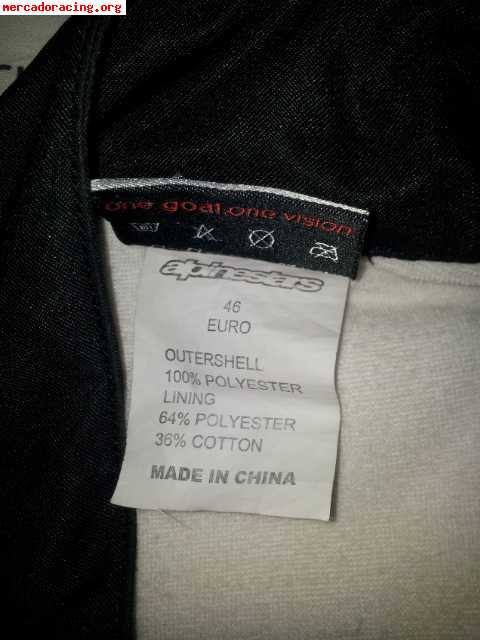 mercadoracing.org
one goal.one vision
alpinestars
46
EURO
OUTERSHELL
100% POLYESTER
LINING
64% POLYESTER
36% COTTON
MADE IN CHINA